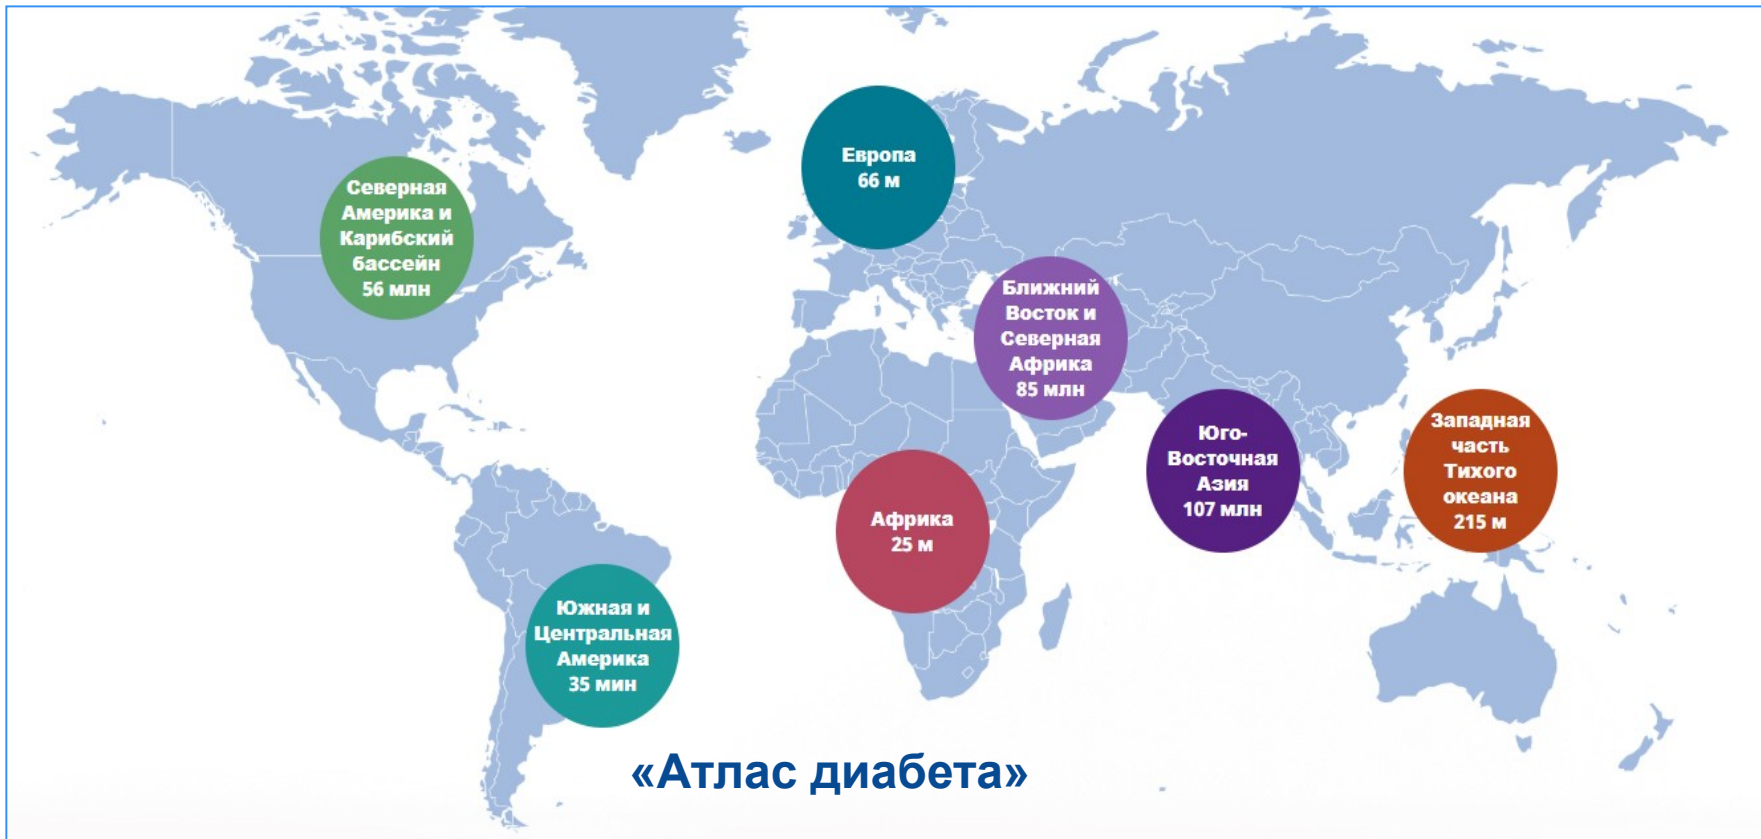 Северная
Америка и
Карибский
бассейн
56 млн
Европа
66 м
Ближний
Восток и
Северная
Африка
85 млн
Юго-
Восточная
Азия
107 млн
Западная
часть
Тихого
океана
215 м
Африка
25 м
Южная и
Центральная
Америка
35 мин
«Атлас диабета»